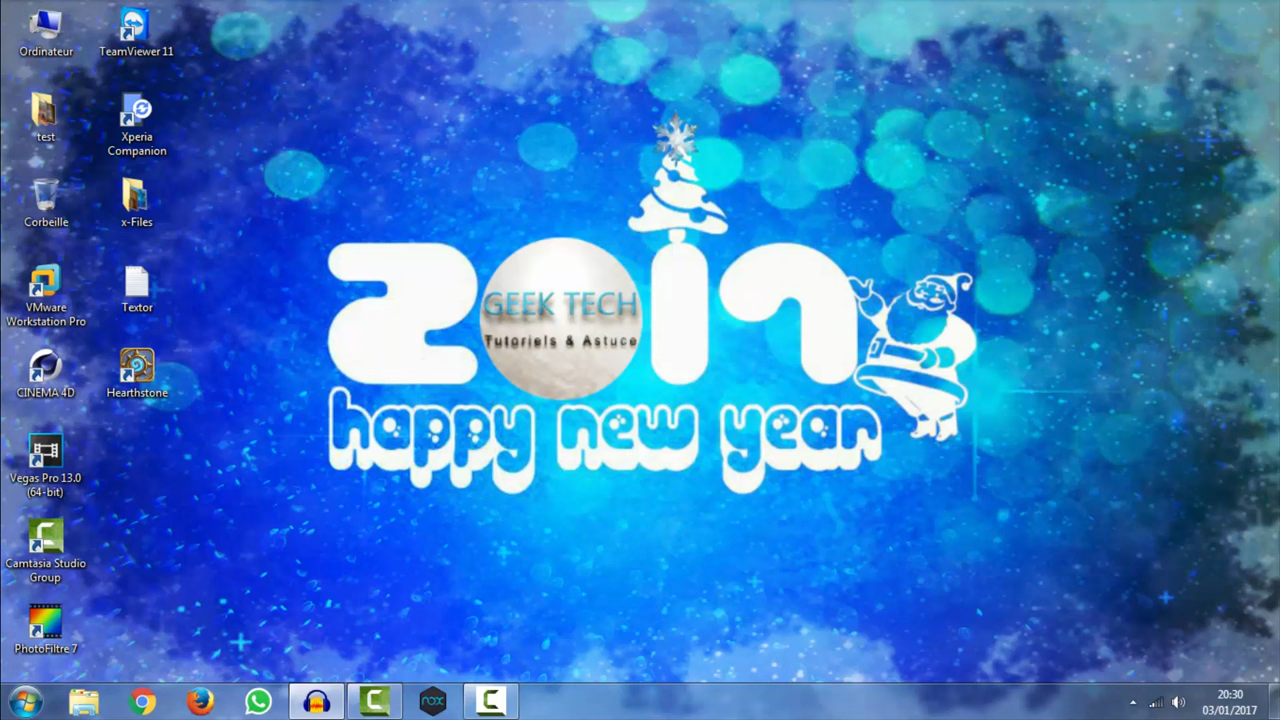 Ordinateur
TeamViewer 11
test
Xperia
Companion
Corbeille
x-Files
VMware
Workstation Pro
Textor
CINEMA 4D
Hearthstone
Vegas Pro 13.0
(64-bit)
Camtasia Studio
Group
PhotoFiltre 7
2017
GEEK TECH
Tutoriels & Astuce
happy new year
nox
20:30
03/01/2017